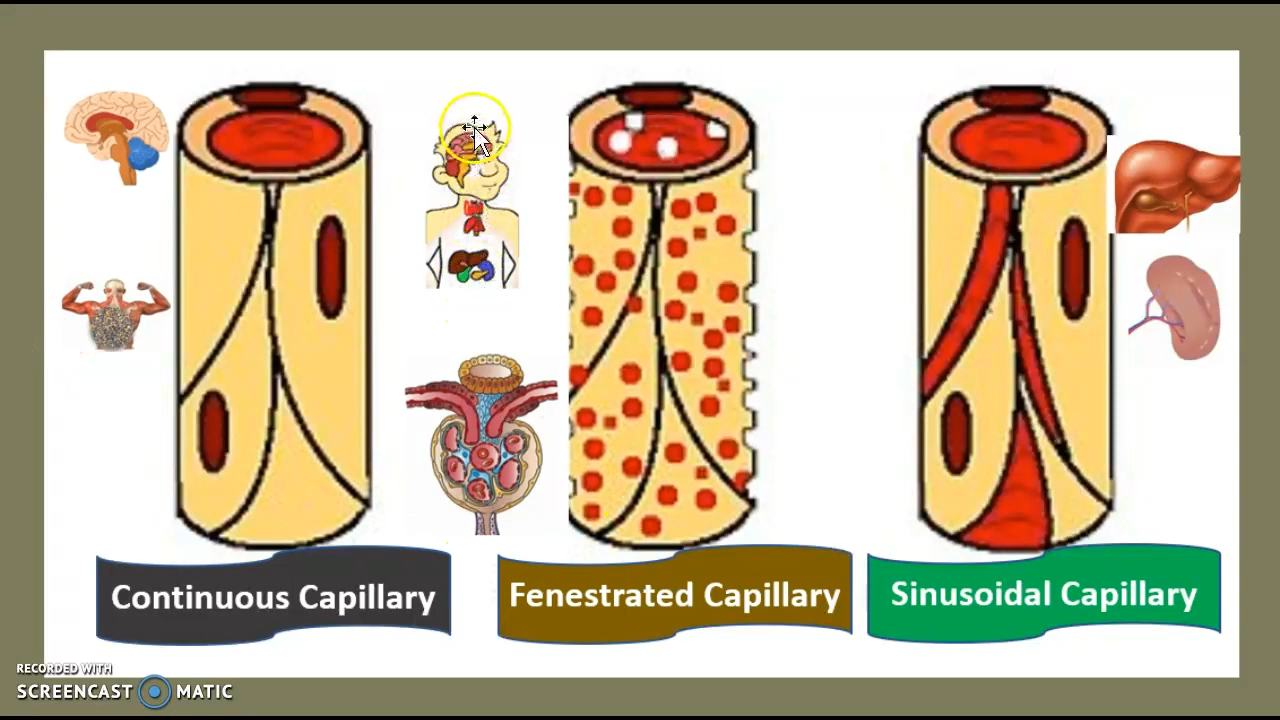 Continuous Capillary
Fenestrated Capillary
Sinusoidal Capillary
RECORDED WITH
SCREENCAST MATIC